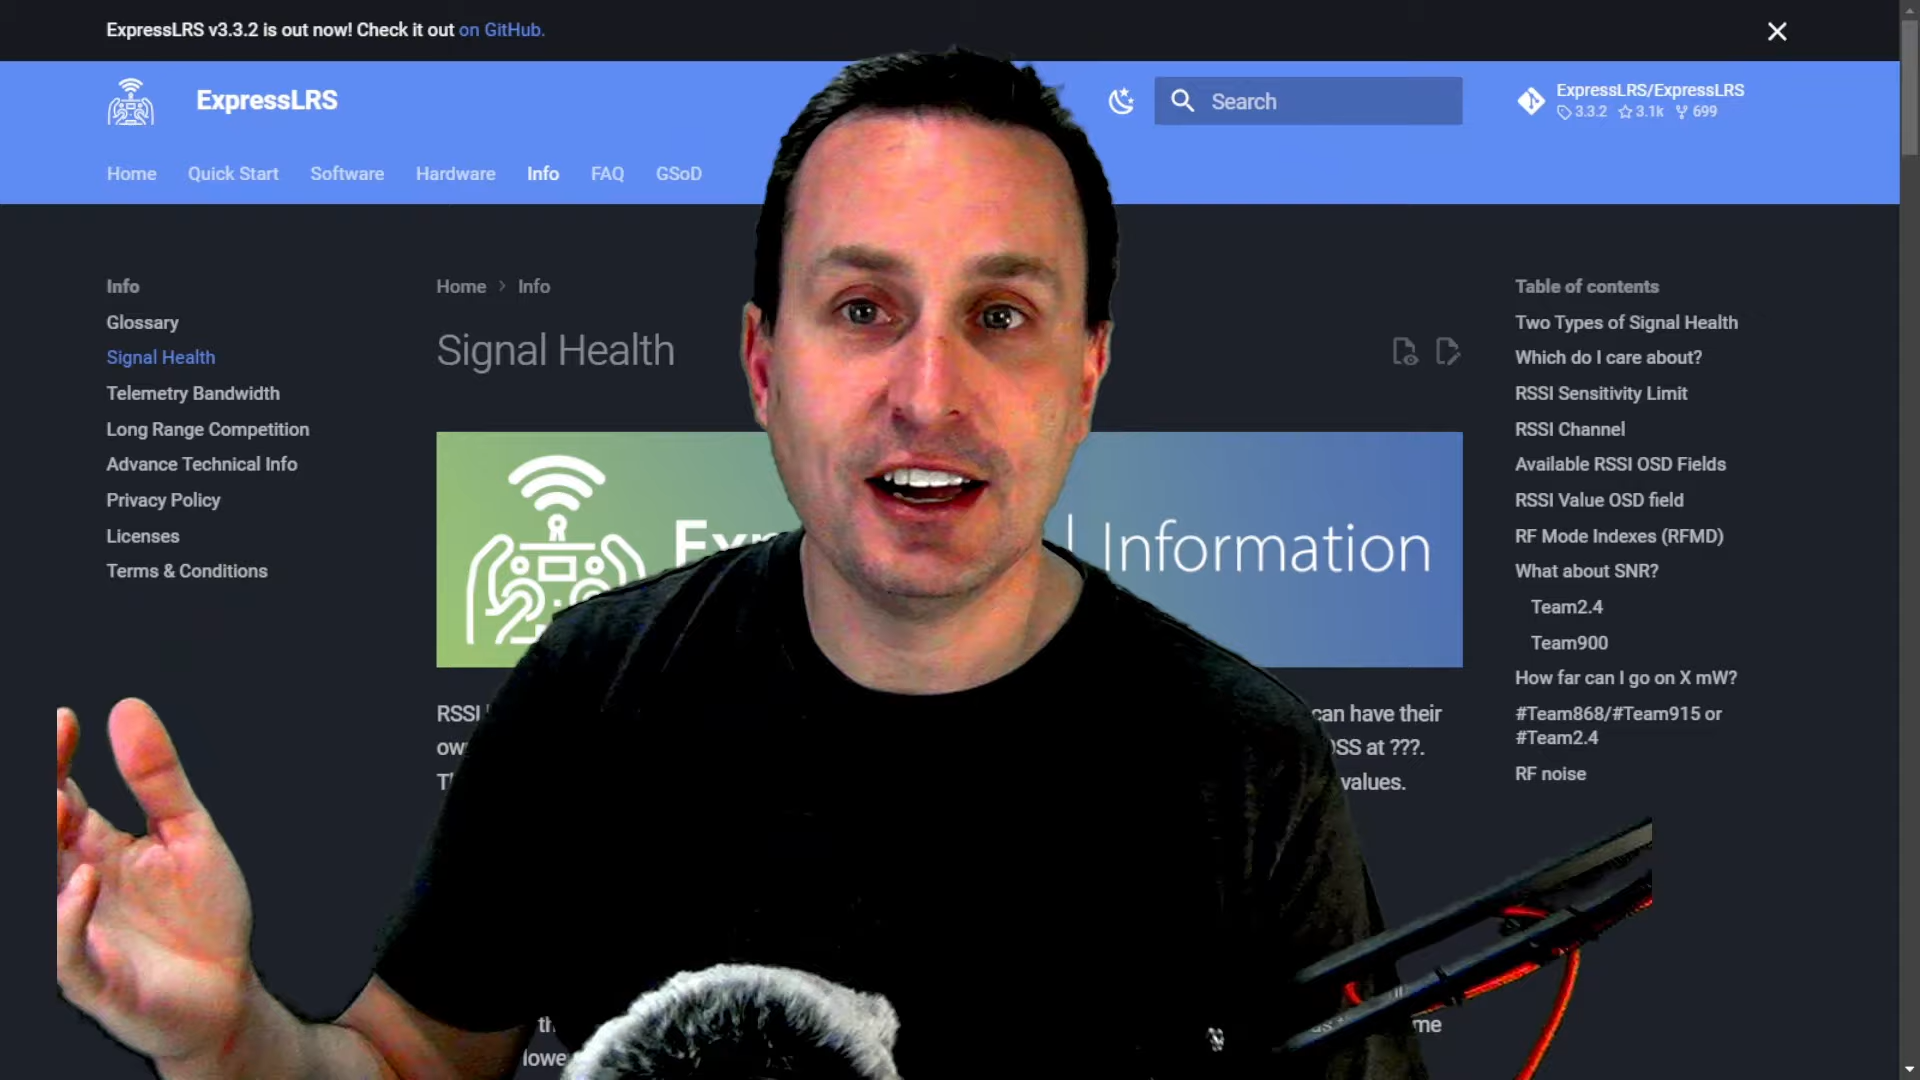 ExpressLRS v3.3.2 is out now! Check it out on GitHub.
ExpressLRS
Search
ExpressLRS/ExpressLRS
3.3.2 3.1k 699
Home Quick Start Software Hardware Info FAQ GSoD
Info
Glossary
Signal Health
Telemetry Bandwidth
Long Range Competition
Advance Technical Info
Privacy Policy
Licenses
Terms & Conditions
Home > Info
Signal Health
Information
RSSI can have their
at ???.
values.
Table of contents
Two Types of Signal Health
Which do I care about?
RSSI Sensitivity Limit
RSSI Channel
Available RSSI OSD Fields
RSSI Value OSD field
RF Mode Indexes (RFMD)
What about SNR?
Team2.4
Team900
How far can I go on X mW?
#Team868/#Team915 or
#Team2.4
RF noise